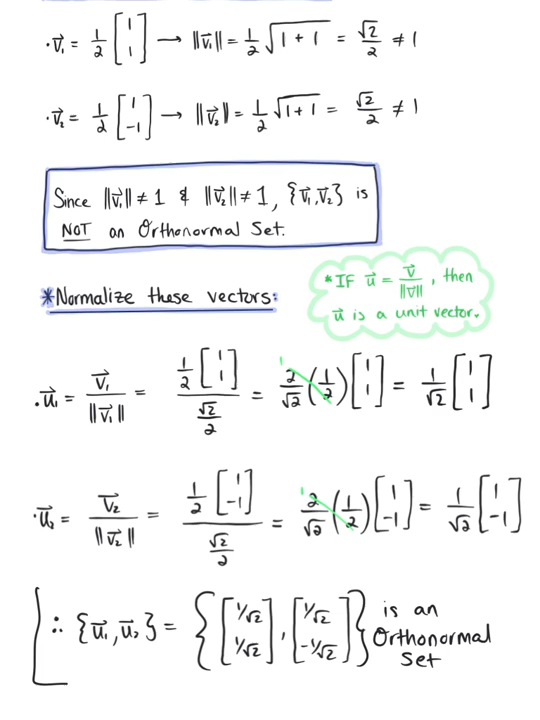 · v⃗₁ = 1/2 [1; 1] → ||v⃗₁|| = 1/2 √(1 + 1) = √2/2 ≠ 1
· v⃗₂ = 1/2 [1; -1] → ||v⃗₂|| = 1/2 √(1+1) = √2/2 ≠ 1
Since ||v⃗₁|| ≠ 1 & ||v⃗₂|| ≠ 1, {v⃗₁, v⃗₂} is
NOT an Orthonormal Set.
*Normalize these vectors:
*IF u⃗ = v⃗/||v⃗||, then
u⃗ is a unit vector.
· u⃗₁ = v⃗₁/||v⃗₁|| = (1/2 [1; 1])/(√2/2) = 2/√2 (1/2) [1; 1] = 1/√2 [1; 1]
1
· u⃗₂ = v⃗₂/||v⃗₂|| = (1/2 [1; -1])/(√2/2) = 2/√2 (1/2) [1; -1] = 1/√2 [1; -1]
1
∴ {u⃗₁, u⃗₂} = {[1/√2; 1/√2], [1/√2; -1/√2]} is an
Orthonormal
Set